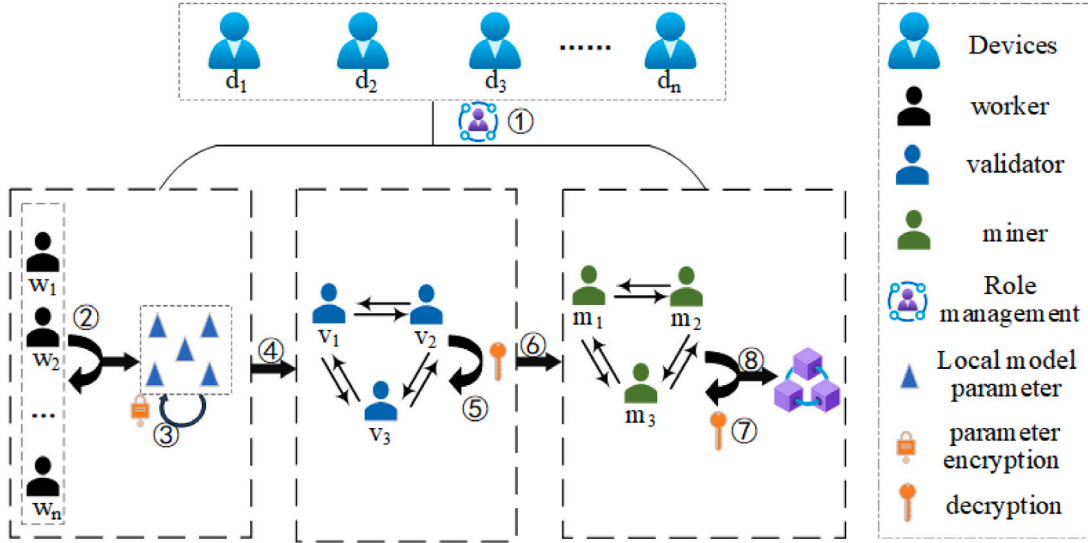 d1
d2
d3
......
dn
①
w1
②
w2
...
wn
③
④
v1
v2
v3
⑤
⑥
m1
m2
m3
⑦
⑧
Devices
worker
validator
miner
Role
management
Local model
parameter
parameter
encryption
decryption